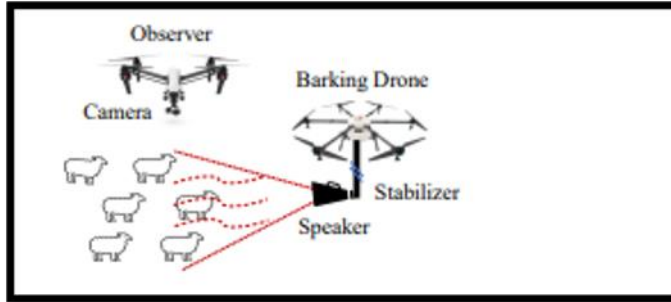 Observer
Barking Drone
Camera
Stabilizer
Speaker